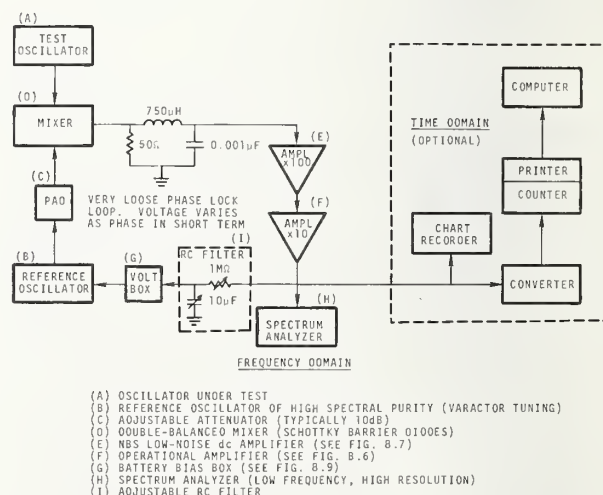 (A)
TEST
OSCILLATOR
(D)
MIXER
750µH
50Ω
0.001µF
(E)
AMPL
x100
(C)
PAD
VERY LOOSE PHASE LOCK
LOOP. VOLTAGE VARIES
AS PHASE IN SHORT TERM
(F)
AMPL
x10
(I)
(B)
REFERENCE
OSCILLATOR
(G)
VOLT
BOX
RC FILTER
1MΩ
10µF
(H)
SPECTRUM
ANALYZER
FREQUENCY DOMAIN
TIME DOMAIN
(OPTIONAL)
COMPUTER
PRINTER
COUNTER
CHART
RECORDER
CONVERTER
(A) OSCILLATOR UNDER TEST
(B) REFERENCE OSCILLATOR OF HIGH SPECTRAL PURITY (VARACTOR TUNING)
(C) ADJUSTABLE ATTENUATOR (TYPICALLY 10dB)
(D) DOUBLE-BALANCED MIXER (SCHOTTKY BARRIER DIODES)
(E) NBS LOW-NOISE dc AMPLIFIER (SEE FIG. 8.7)
(F) OPERATIONAL AMPLIFIER (SEE FIG. 8.6)
(G) BATTERY BIAS BOX (SEE FIG. 8.9)
(H) SPECTRUM ANALYZER (LOW FREQUENCY, HIGH RESOLUTION)
(I) ADJUSTABLE RC FILTER